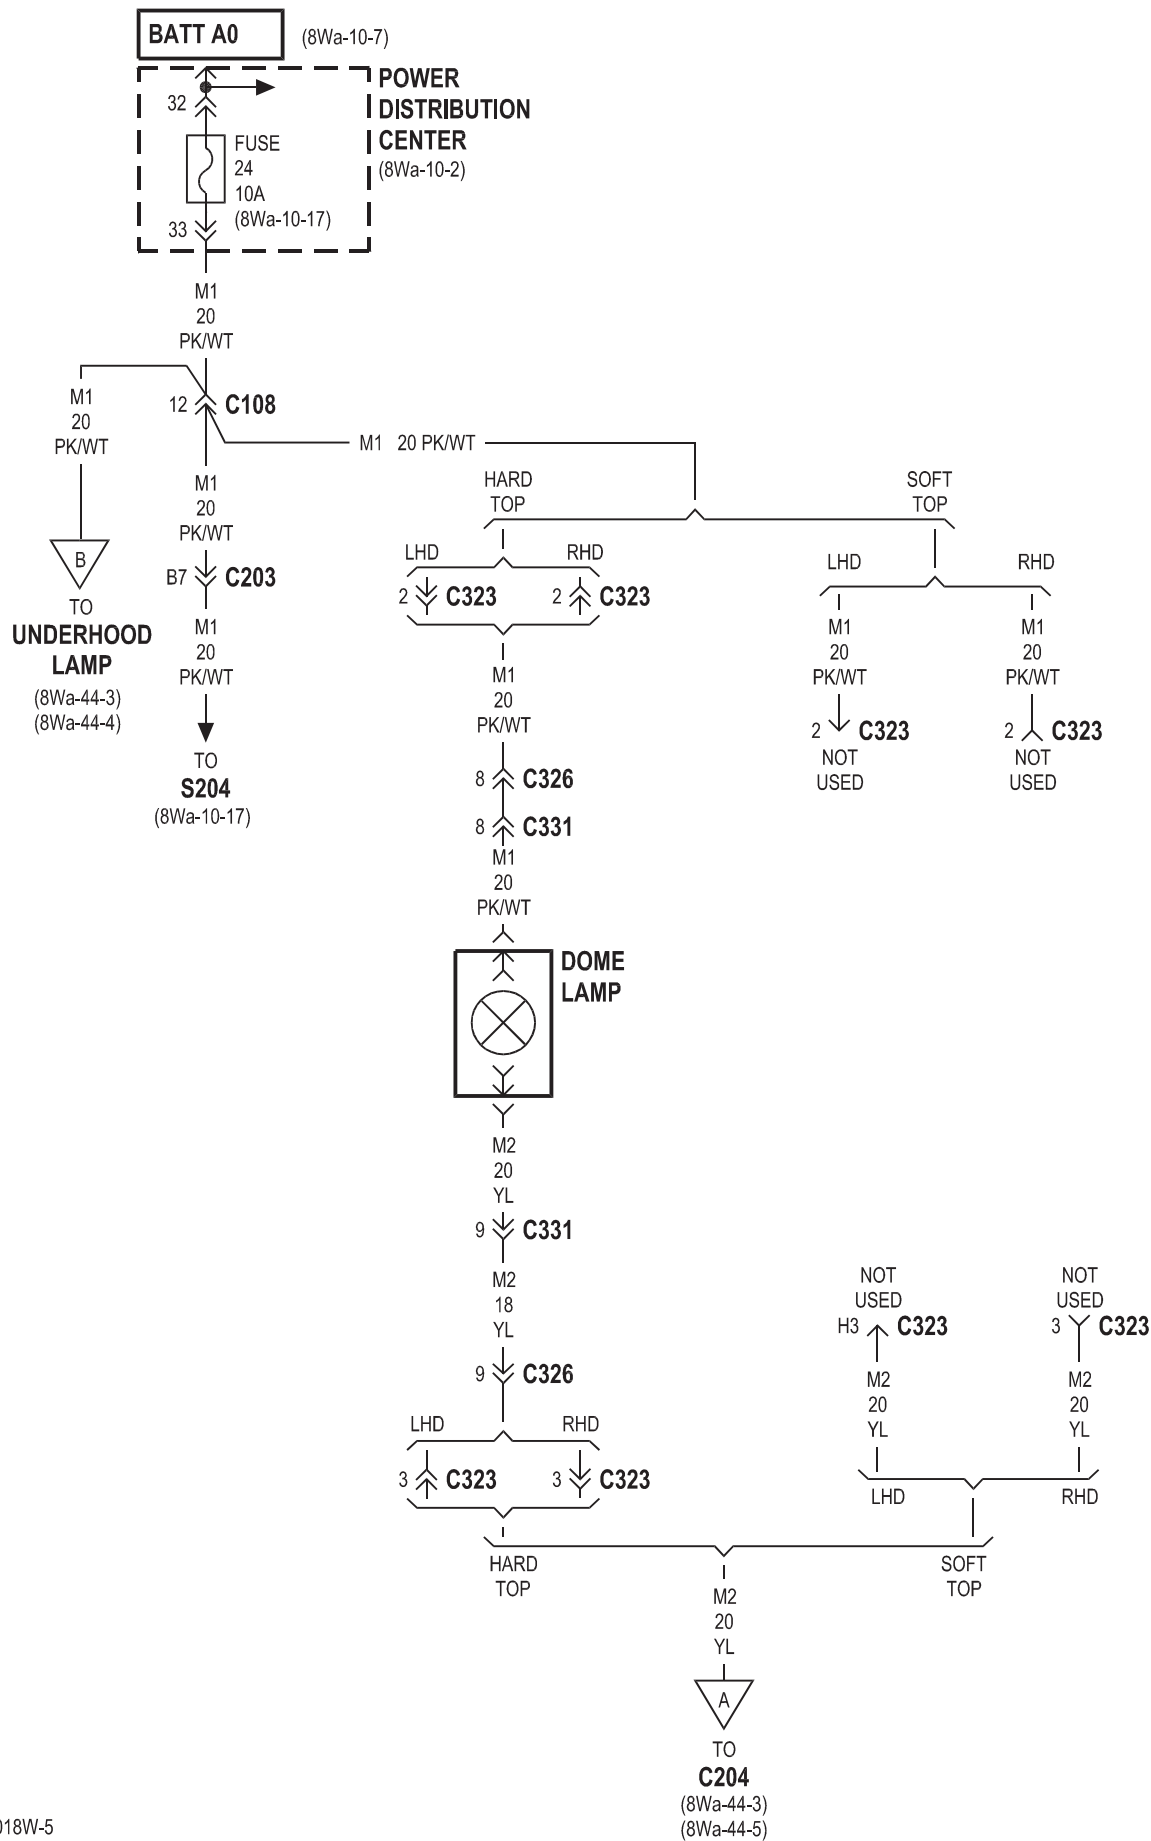 BATT A0
(8Wa-10-7)
POWER
DISTRIBUTION
CENTER
(8Wa-10-2)
32
FUSE
24
10A
(8Wa-10-17)
33
M1
20
PK/WT
12
C108
M1
20
PK/WT
B
TO
UNDERHOOD
LAMP
(8Wa-44-3)
(8Wa-44-4)
M1
20
PK/WT
B7
C203
M1
20
PK/WT
TO
S204
(8Wa-10-17)
M1 20 PK/WT
HARD
TOP
SOFT
TOP
LHD
RHD
2
C323
2
C323
LHD
RHD
M1
20
PK/WT
2
C323
NOT
USED
M1
20
PK/WT
2
C323
NOT
USED
M1
20
PK/WT
8
C326
8
C331
M1
20
PK/WT
DOME
LAMP
M2
20
YL
9
C331
M2
18
YL
9
C326
LHD
RHD
3
C323
3
C323
NOT
USED
H3
C323
M2
20
YL
LHD
NOT
USED
3
C323
M2
20
YL
RHD
HARD
TOP
SOFT
TOP
M2
20
YL
A
TO
C204
(8Wa-44-3)
(8Wa-44-5)
018W-5